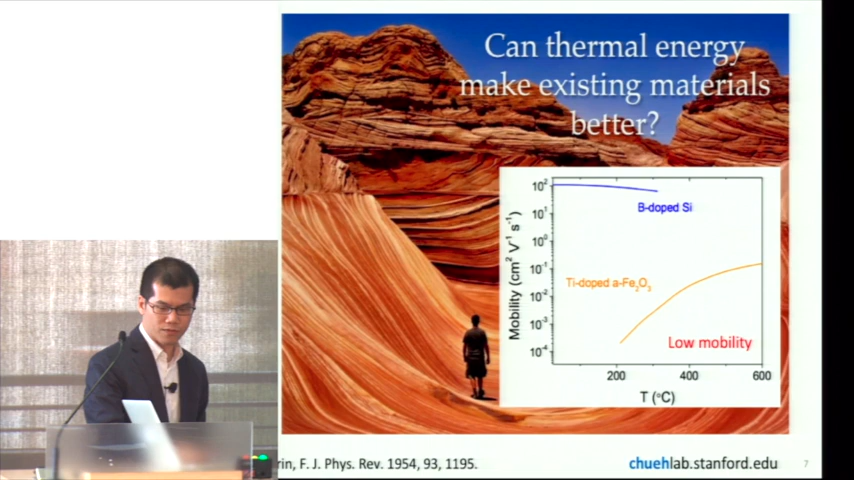 Can thermal energy
make existing materials
better?
10² 10¹ 10⁰ 10⁻¹ 10⁻² 10⁻³ 10⁻⁴
Mobility (cm² V⁻¹ s⁻¹)
B-doped Si
Ti-doped a-Fe₂O₃
Low mobility
200 400 600
T (°C)
rin, F. J. Phys. Rev. 1954, 93, 1195.
chuehlab.stanford.edu
7